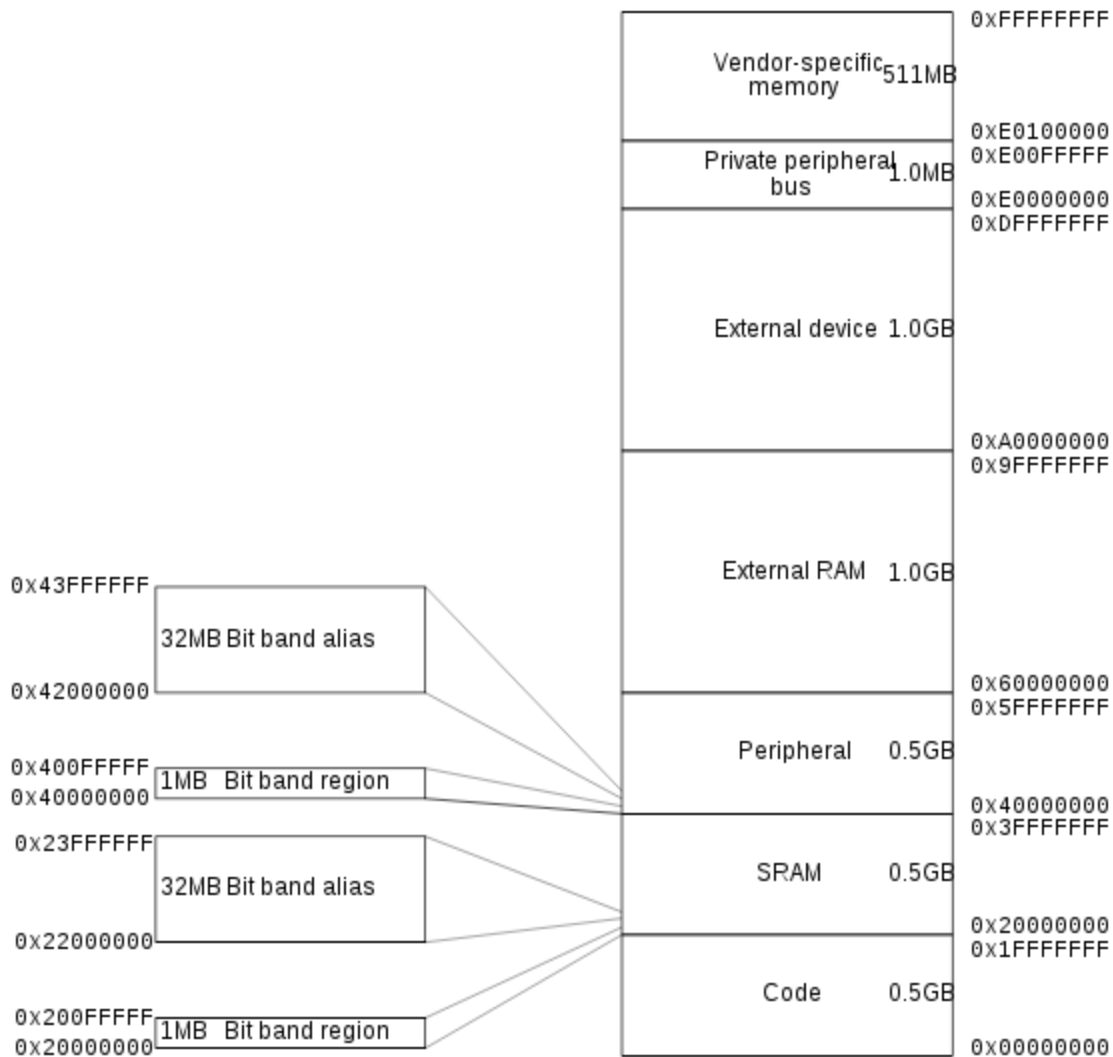 0xFFFFFFFF
Vendor-specific
memory
511MB
0xE0100000
0xE00FFFFF
Private peripheral
bus
1.0MB
0xE0000000
0xDFFFFFFF
External device 1.0GB
0xA0000000
0x9FFFFFFF
External RAM 1.0GB
0x60000000
0x5FFFFFFF
Peripheral 0.5GB
0x40000000
0x3FFFFFFF
SRAM 0.5GB
0x20000000
0x1FFFFFFF
Code 0.5GB
0x00000000
0x43FFFFFF
32MB Bit band alias
0x42000000
0x400FFFFF
1MB Bit band region
0x40000000
0x23FFFFFF
32MB Bit band alias
0x22000000
0x200FFFFF
1MB Bit band region
0x20000000